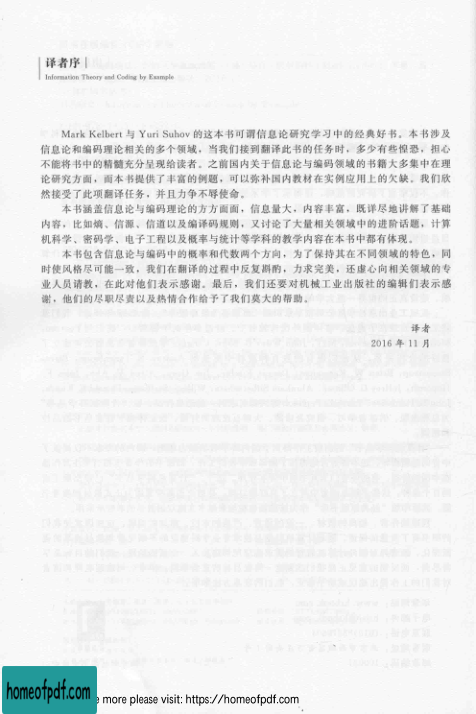 译者序
Information Theory and Coding by Example
Mark Kelbert 与 Yuri Suhov 的这本书可谓信息论研究学习中的经典好书。本书涉及
信息论和编码理论相关的多个领域，当我们接到翻译此书的任务时，多少有些惶恐，担心
不能将书中的精髓充分呈现给读者。之前国内关于信息论与编码领域的书籍大多集中在理
论研究方面，而本书提供了丰富的例题，可以弥补国内教材在实例应用上的欠缺。我们欣
然接受了此项翻译任务，并且力争不辱使命。
本书涵盖信息论与编码理论的方方面面，信息量大，内容丰富，既详尽地讲解了基础
内容，比如熵、信源、信道以及编译码规则，又讨论了大量相关领域中的进阶话题，计算
机科学、密码学、电子工程以及概率与统计等学科的教学内容在本书中都有体现。
本书包含信息论与编码中的概率和代数两个方向，为了保持其在不同领域的特色，同
时使风格尽可能一致，我们在翻译的过程中反复斟酌，力求完美，还虚心向相关领域的专
业人员请教，在此对他们表示感谢。最后，我们还要对机械工业出版社的编辑们表示感
谢，他们的尽职尽责以及热情合作给予了我们莫大的帮助。
译者
2016 年 11 月
homeofpdf.com
e more please visit: https://homeofpdf.com